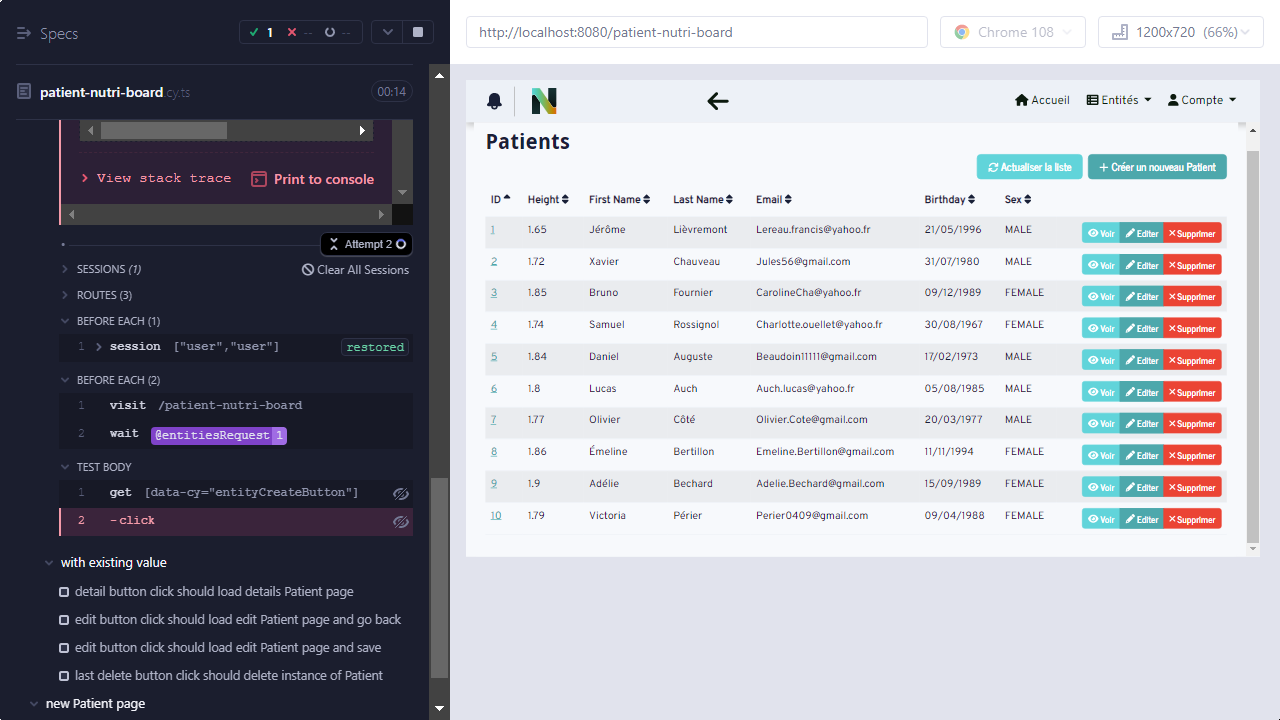 Specs
1
--
--
patient-nutri-board.cy.ts
00:14
View stack trace
Print to console
Attempt 2
SESSIONS (1)
Clear All Sessions
ROUTES (3)
BEFORE EACH (1)
1 session ["user","user"] restored
BEFORE EACH (2)
1 visit /patient-nutri-board
2 wait @entitiesRequest 1
TEST BODY
1 get [data-cy="entityCreateButton"]
2 -click
with existing value
detail button click should load details Patient page
edit button click should load edit Patient page and go back
edit button click should load edit Patient page and save
last delete button click should delete instance of Patient
new Patient page
http://localhost:8080/patient-nutri-board
Chrome 108
1200x720 (66%)
N
Accueil
Entités
Compte
Patients
Actualiser la liste
+ Créer un nouveau Patient
ID Height First Name Last Name Email Birthday Sex
1 1.65 Jérôme Lièvremont Lereau.francis@yahoo.fr 21/05/1996 MALE Voir Editer Supprimer
2 1.72 Xavier Chauveau Jules56@gmail.com 31/07/1980 MALE Voir Editer Supprimer
3 1.85 Bruno Fournier CarolineCha@yahoo.fr 09/12/1989 FEMALE Voir Editer Supprimer
4 1.74 Samuel Rossignol Charlotte.ouellet@yahoo.fr 30/08/1967 FEMALE Voir Editer Supprimer
5 1.84 Daniel Auguste Beaudoin11111@gmail.com 17/02/1973 MALE Voir Editer Supprimer
6 1.8 Lucas Auch Auch.lucas@yahoo.fr 05/08/1985 MALE Voir Editer Supprimer
7 1.77 Olivier Côté Olivier.Cote@gmail.com 20/03/1977 MALE Voir Editer Supprimer
8 1.86 Émeline Bertillon Emeline.Bertillon@gmail.com 11/11/1994 FEMALE Voir Editer Supprimer
9 1.9 Adélie Bechard Adelie.Bechard@gmail.com 15/09/1989 FEMALE Voir Editer Supprimer
10 1.79 Victoria Périer Perier0409@gmail.com 09/04/1988 FEMALE Voir Editer Supprimer